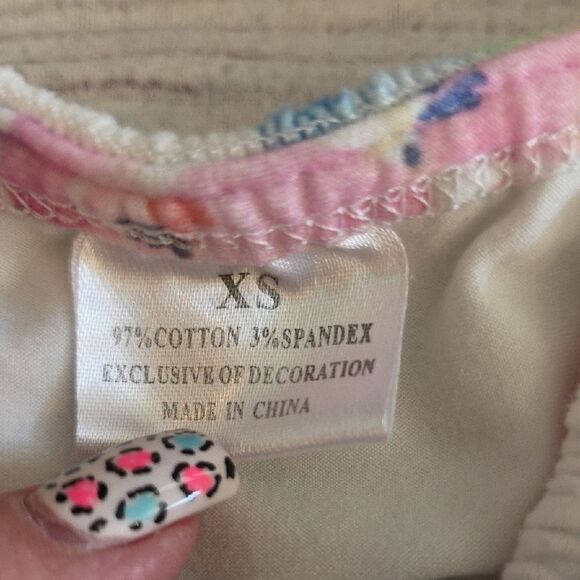 XS
97%COTTON 3%SPANDEX
EXCLUSIVE OF DECORATION
MADE IN CHINA